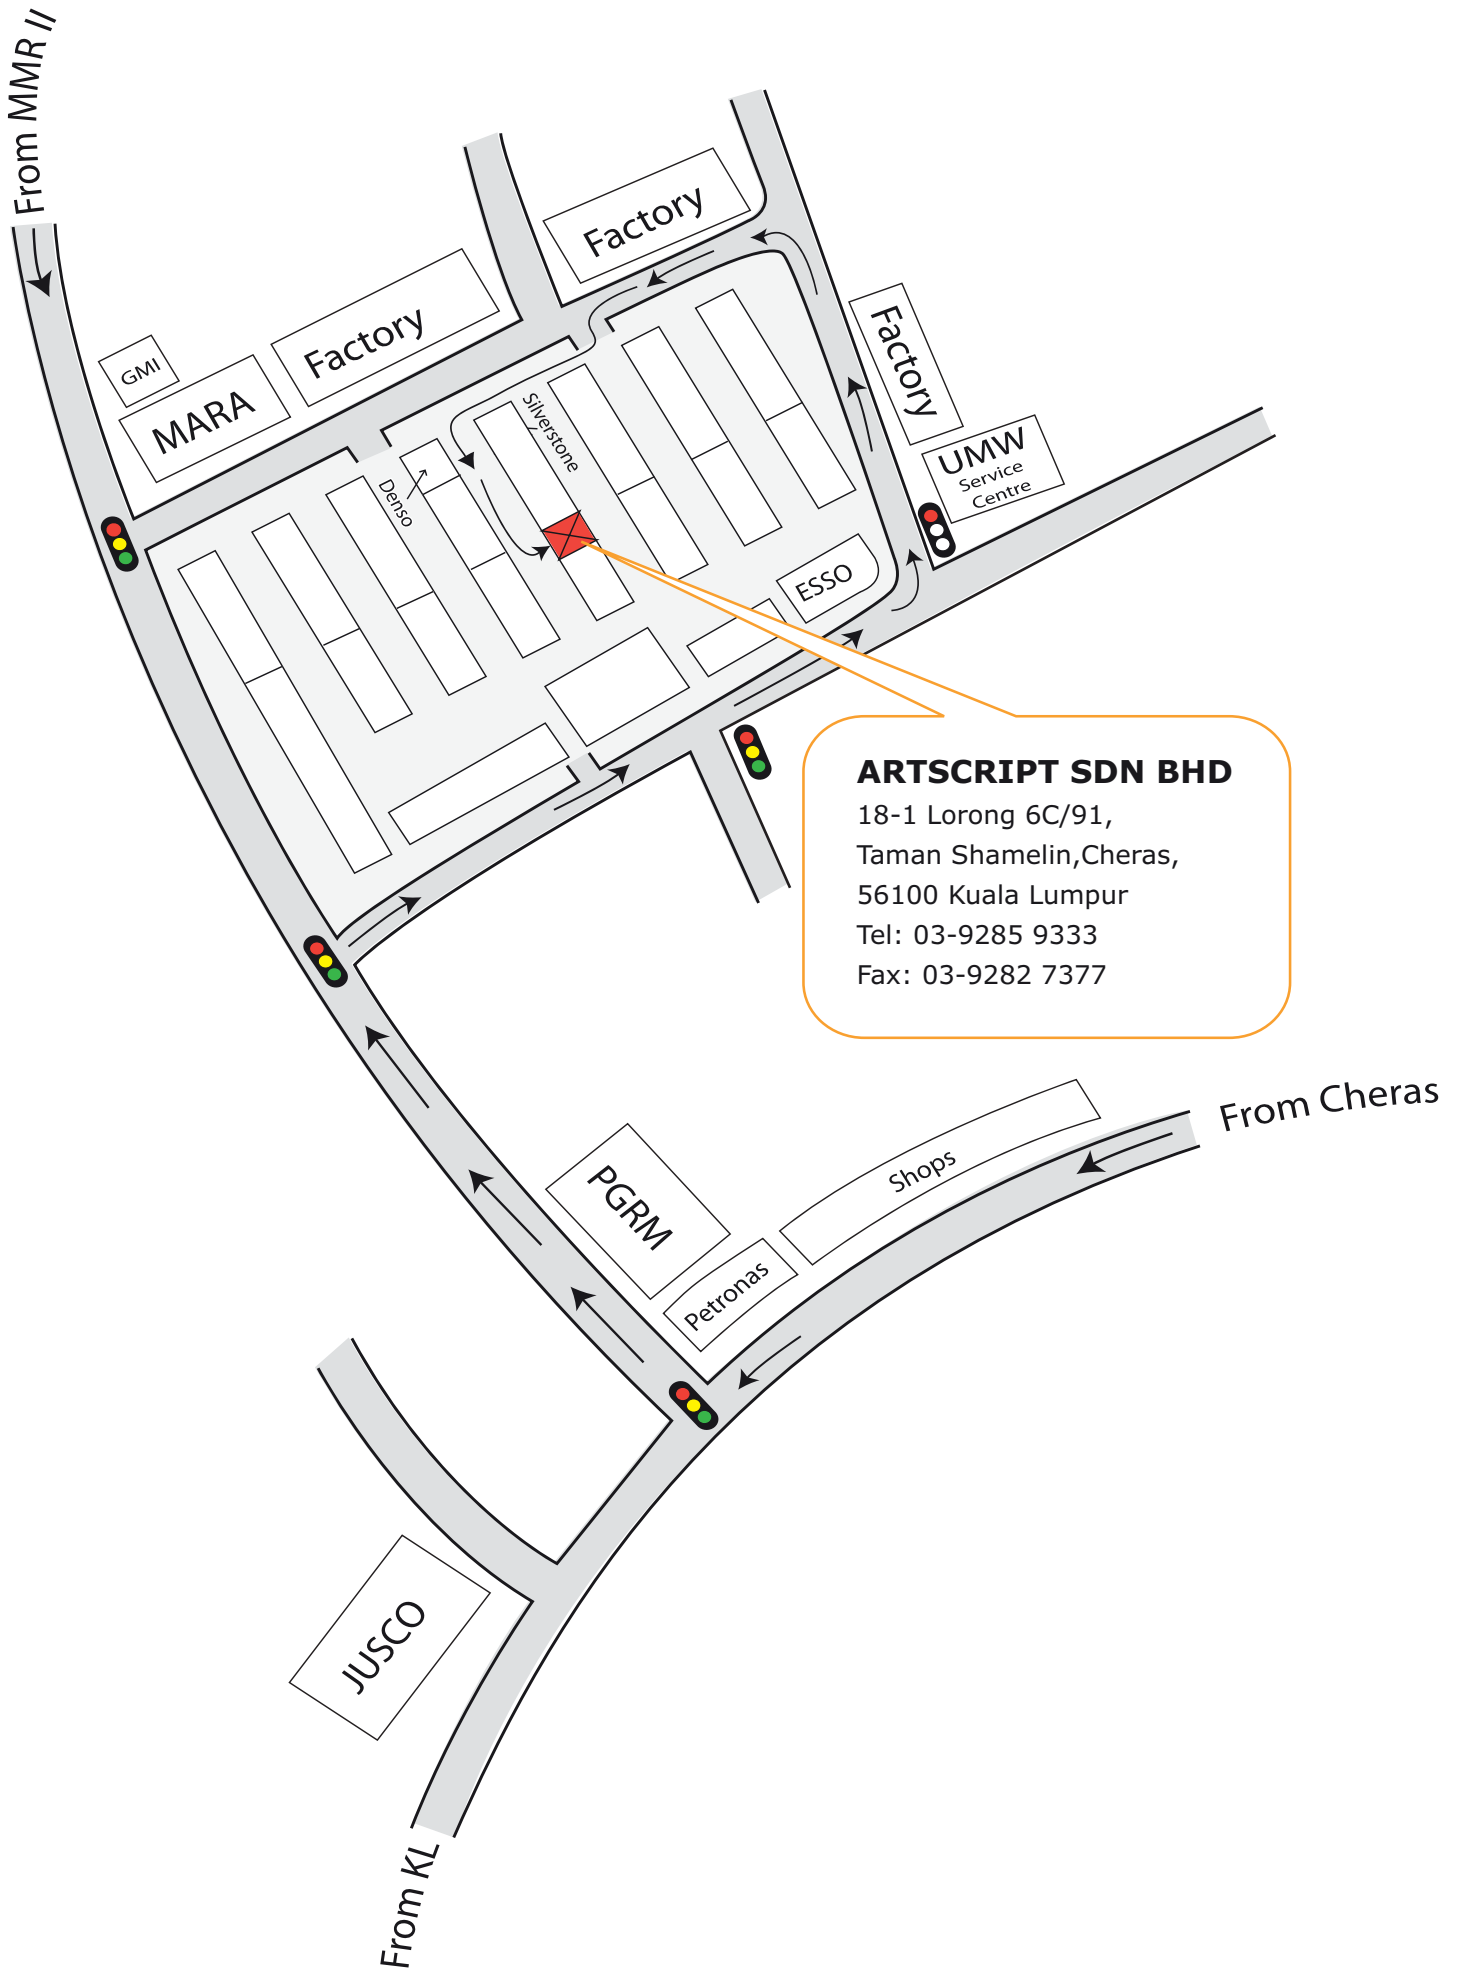 From MMR II
Factory
Factory
GMI
MARA
Factory
Silverstone
Denso
UMW
Service
Centre
ESSO
ARTSCRIPT SDN BHD
18-1 Lorong 6C/91,
Taman Shamelin,Cheras,
56100 Kuala Lumpur
Tel: 03-9285 9333
Fax: 03-9282 7377
From Cheras
Shops
PGRM
Petronas
JUSCO
From KL